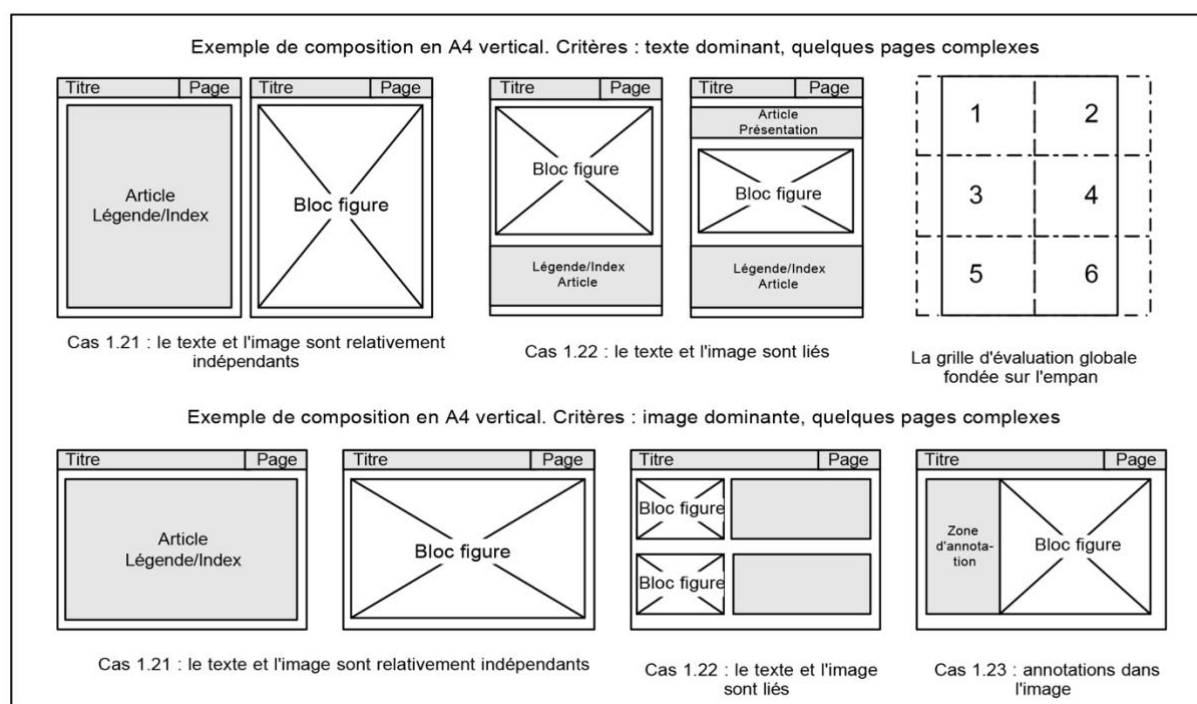 Exemple de composition en A4 vertical. Critères : texte dominant, quelques pages complexes
Titre Page
Article
Légende/Index
Titre Page
Bloc figure
Cas 1.21 : le texte et l'image sont relativement
indépendants
Titre Page
Bloc figure
Légende/Index
Article
Titre Page
Article
Présentation
Bloc figure
Légende/Index
Article
Cas 1.22 : le texte et l'image sont liés
1 2
3 4
5 6
La grille d'évaluation globale
fondée sur l'empan
Exemple de composition en A4 vertical. Critères : image dominante, quelques pages complexes
Titre Page
Article
Légende/Index
Titre Page
Bloc figure
Cas 1.21 : le texte et l'image sont relativement indépendants
Titre Page
Bloc figure
Bloc figure
Cas 1.22 : le texte et l'image
sont liés
Titre Page
Zone
d'annota-
tion
Bloc figure
Cas 1.23 : annotations dans
l'image